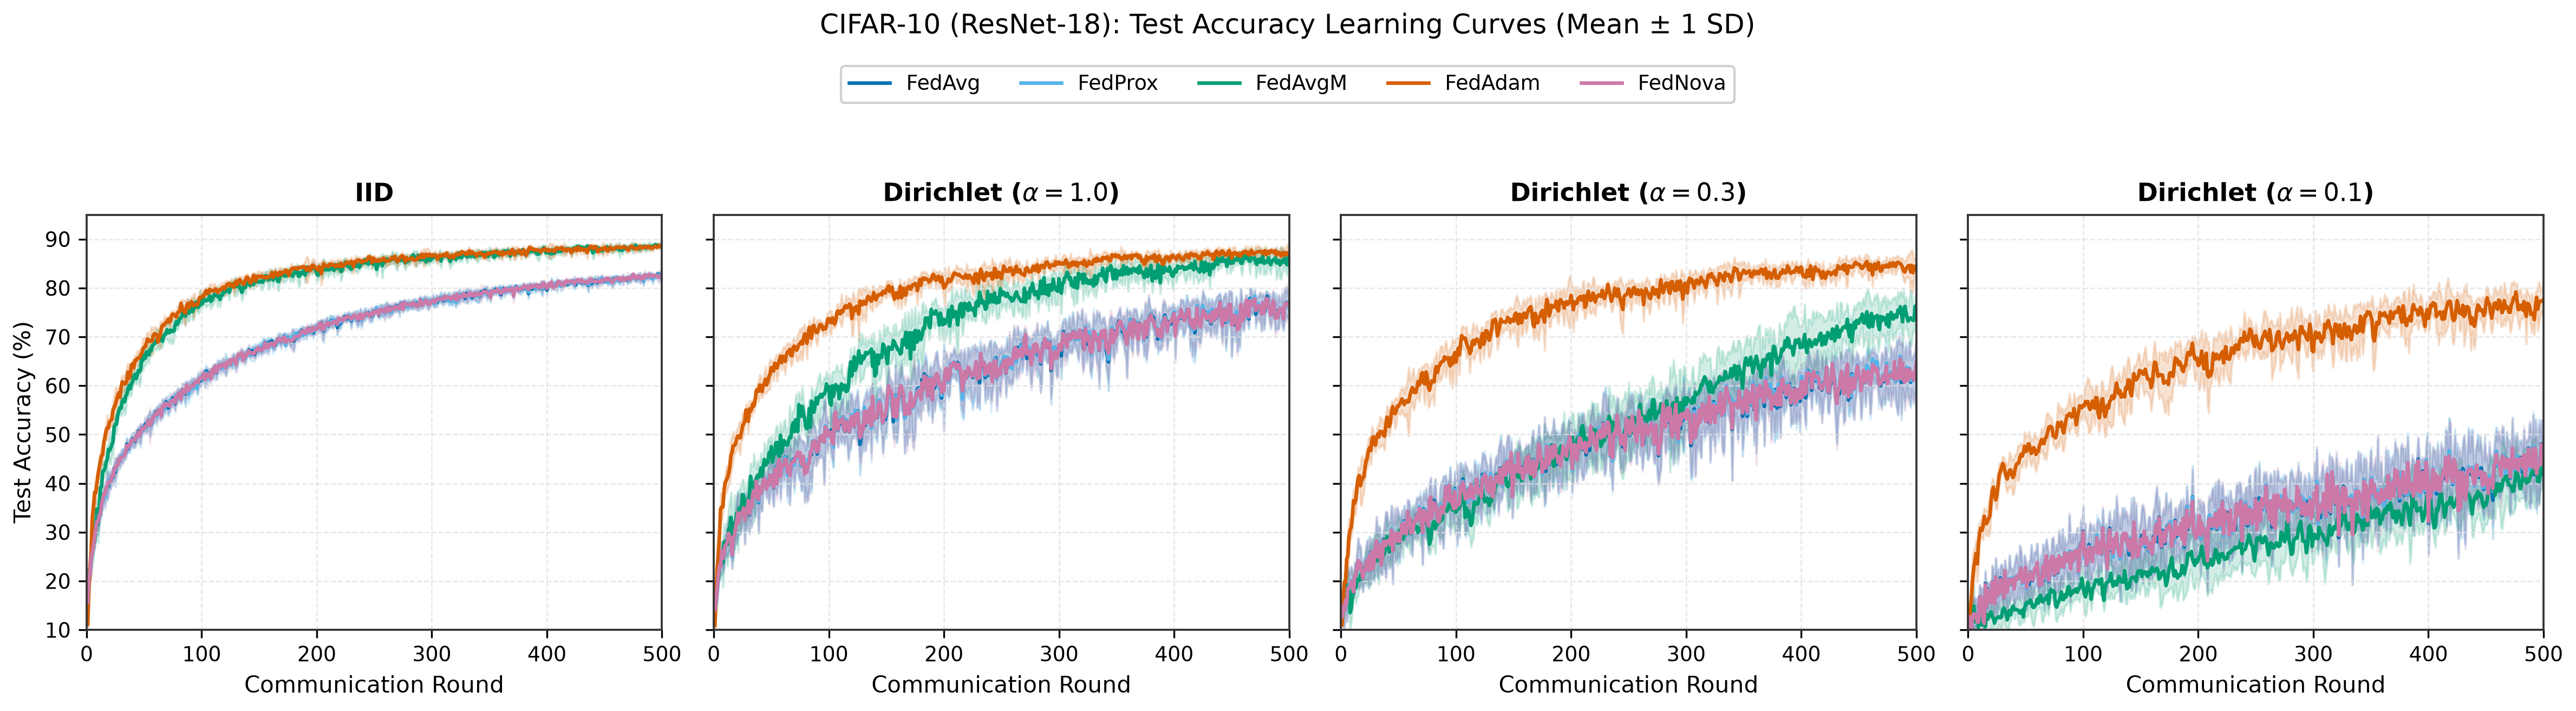 CIFAR-10 (ResNet-18): Test Accuracy Learning Curves (Mean ± 1 SD)
FedAvg FedProx FedAvgM FedAdam FedNova
IID
Dirichlet (α = 1.0)
Dirichlet (α = 0.3)
Dirichlet (α = 0.1)
Test Accuracy (%)
90
80
70
60
50
40
30
20
10
0 100 200 300 400 500
0 100 200 300 400 500
0 100 200 300 400 500
0 100 200 300 400 500
Communication Round
Communication Round
Communication Round
Communication Round